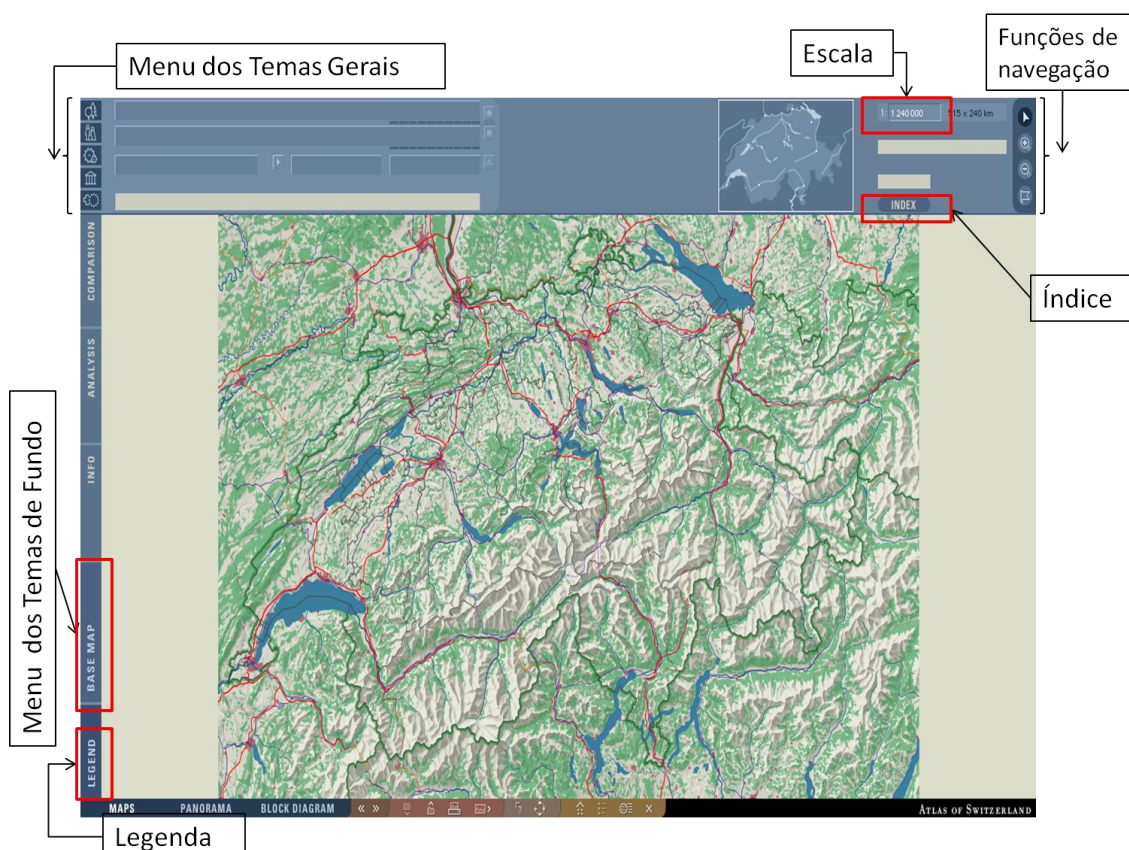 Menu dos Temas Gerais
Escala
Funções de
navegação
1: 1 240 000
515 x 240 km
INDEX
Índice
COMPARISON
ANALYSIS
INFO
BASE MAP
LEGEND
Menu dos Temas de Fundo
MAPS
PANORAMA
BLOCK DIAGRAM
ATLAS OF SWITZERLAND
Legenda